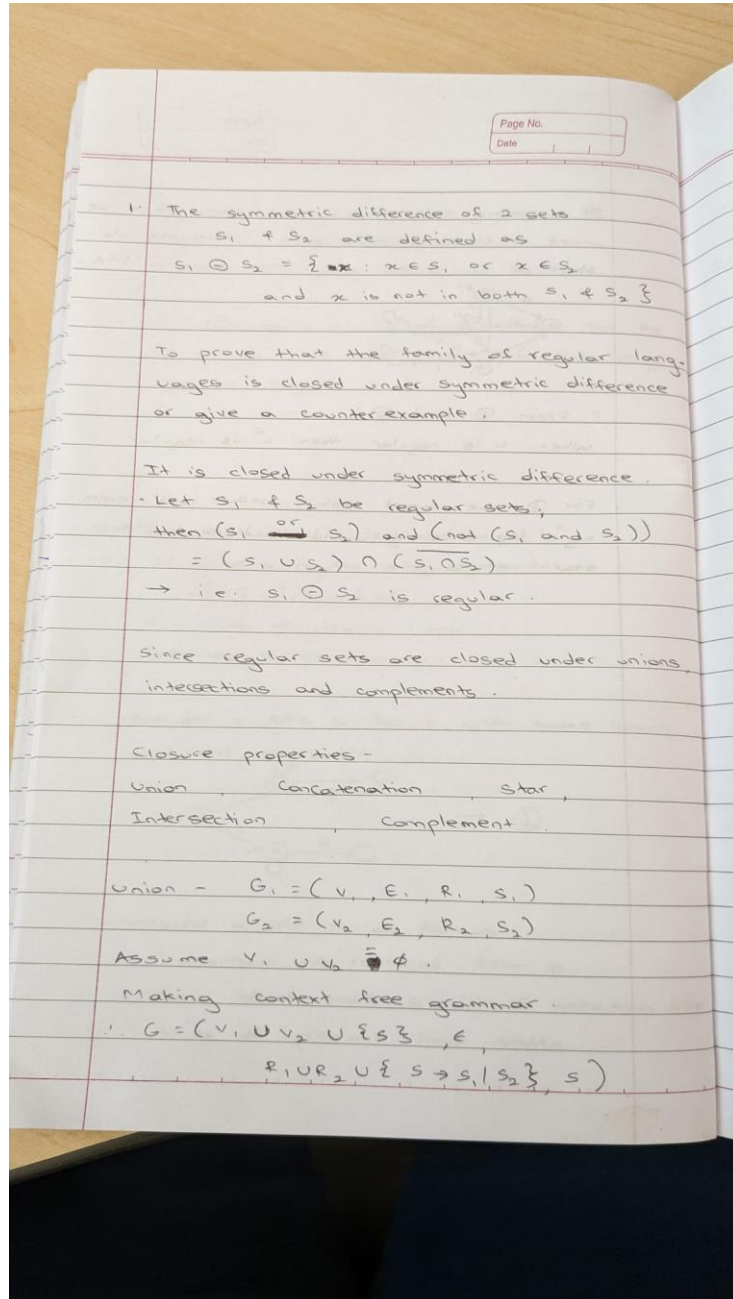 Page No.
Date
1. The symmetric difference of 2 sets
S₁ & S₂ are defined as
S₁ ⊖ S₂ = { x : x ∈ S₁ or x ∈ S₂
and x is not in both S₁ & S₂ }
To prove that the family of regular lang-
uages is closed under symmetric difference
or give a counter example.
It is closed under symmetric difference.
· Let S₁ & S₂ be regular sets,
then (S₁ or S₂) and (not (S₁ and S₂))
= (S₁ ∪ S₂) ∩ (S̅₁̅ ̅∩̅ ̅S̅₂̅)
→ i.e. S₁ ⊖ S₂ is regular.
Since regular sets are closed under unions,
intersections and complements.
Closure properties -
Union , Concatenation , Star,
Intersection , Complement.
Union - G₁ = (V₁, E₁, R₁, S₁)
G₂ = (V₂, E₂, R₂, S₂)
Assume V₁ ∪ V₂ = ϕ.
Making context free grammar.
∴ G = (V₁ ∪ V₂ ∪ {S}, ∈,
R₁ ∪ R₂ ∪ { S → S₁ | S₂ }, S)